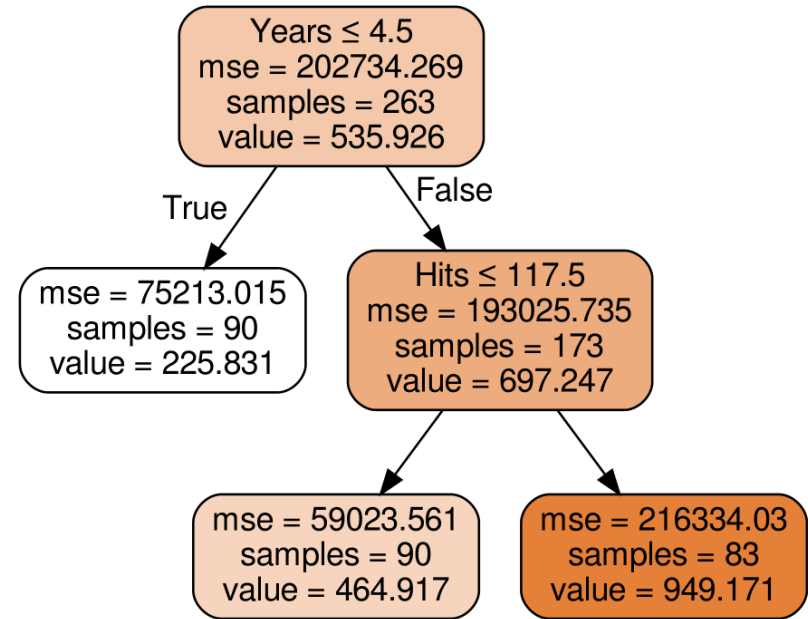 Years ≤ 4.5
mse = 202734.269
samples = 263
value = 535.926
True
False
mse = 75213.015
samples = 90
value = 225.831
Hits ≤ 117.5
mse = 193025.735
samples = 173
value = 697.247
mse = 59023.561
samples = 90
value = 464.917
mse = 216334.03
samples = 83
value = 949.171